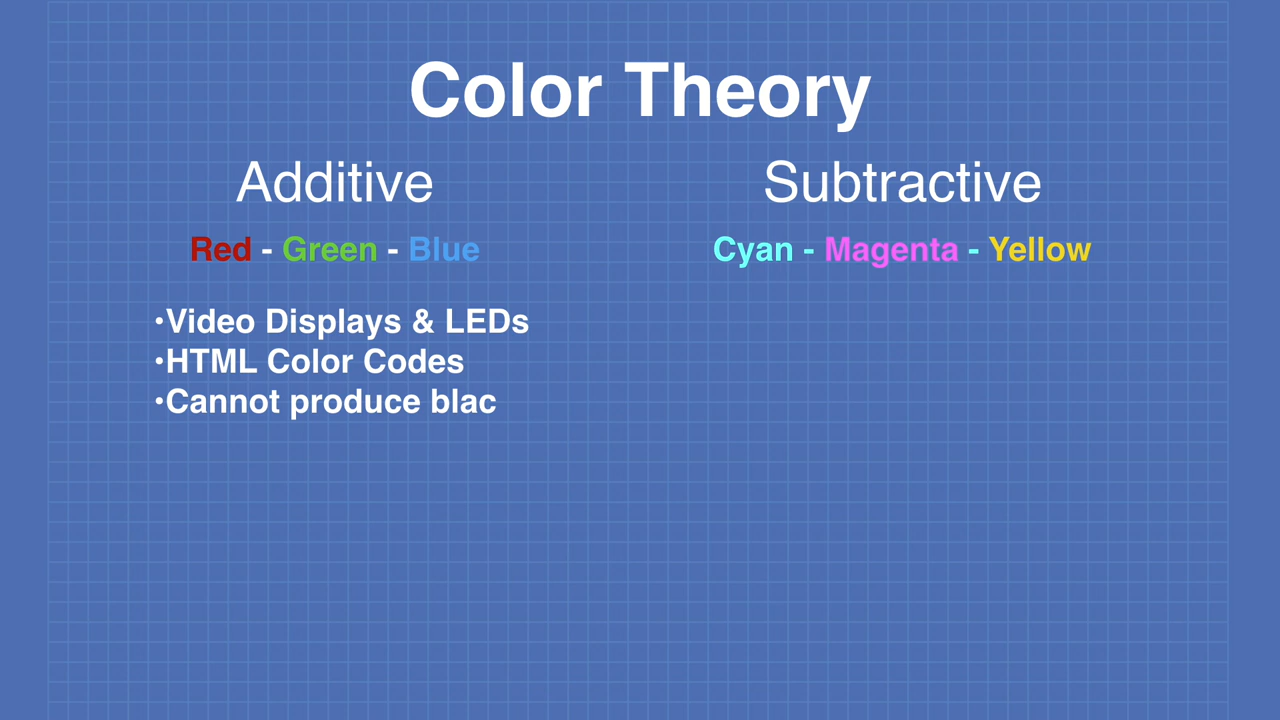 Color Theory
Additive
Subtractive
Red - Green - Blue
Cyan - Magenta - Yellow
•Video Displays & LEDs
•HTML Color Codes
•Cannot produce blac